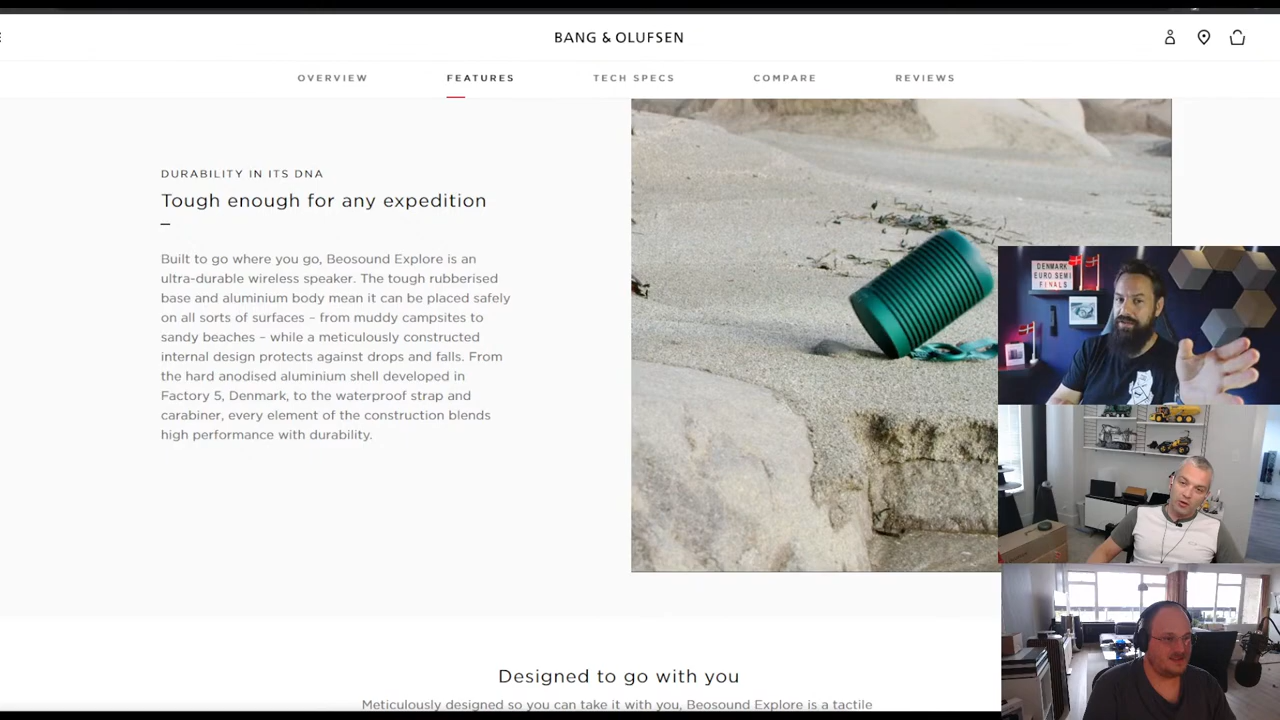 BANG & OLUFSEN
OVERVIEW
FEATURES
TECH SPECS
COMPARE
REVIEWS
DURABILITY IN ITS DNA
Tough enough for any expedition
Built to go where you go, Beosound Explore is an
ultra-durable wireless speaker. The tough rubberised
base and aluminium body mean it can be placed safely
on all sorts of surfaces – from muddy campsites to
sandy beaches – while a meticulously constructed
internal design protects against drops and falls. From
the hard anodised aluminium shell developed in
Factory 5, Denmark, to the waterproof strap and
carabiner, every element of the construction blends
high performance with durability.
DENMARK
EURO SEMI
FINALS
Designed to go with you
Meticulously designed so you can take it with you, Beosound Explore is a tactile